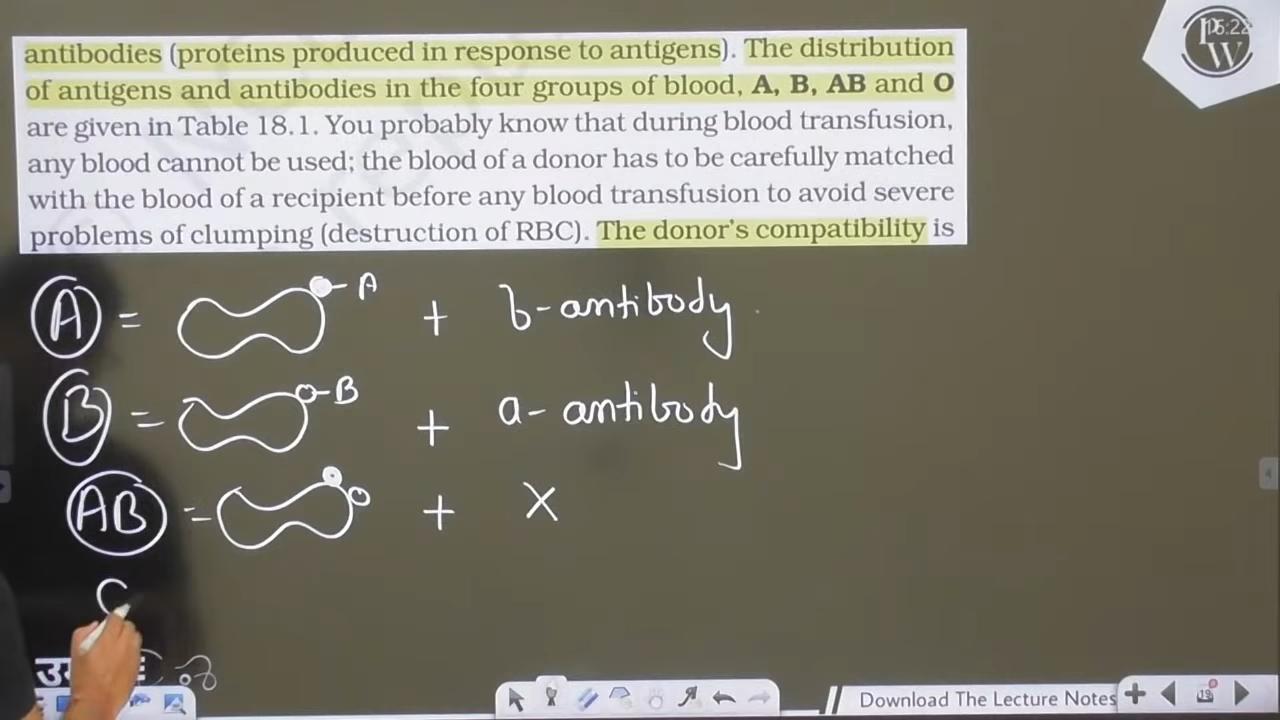 antibodies (proteins produced in response to antigens). The distribution
of antigens and antibodies in the four groups of blood, A, B, AB and O
are given in Table 18.1. You probably know that during blood transfusion,
any blood cannot be used; the blood of a donor has to be carefully matched
with the blood of a recipient before any blood transfusion to avoid severe
problems of clumping (destruction of RBC). The donor's compatibility is
A = A + b-antibody
B = B + a-antibody
AB = + X
Download The Lecture Notes